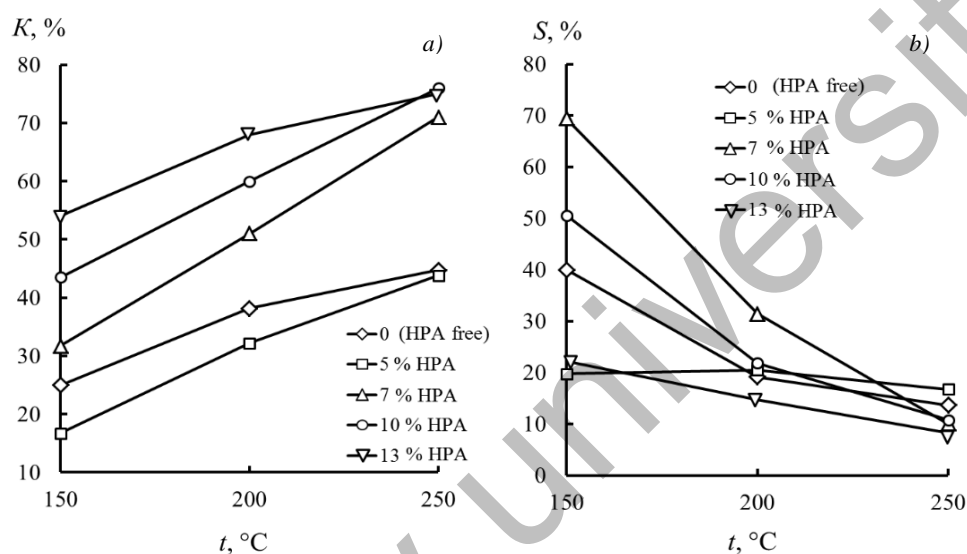 K, %
a)
80
70
60
50
40
30
20
10
150
200
250
t, °C
0 (HPA free)
5 % HPA
7 % HPA
10 % HPA
13 % HPA
S, %
b)
80
70
60
50
40
30
20
10
0
150
200
250
t, °C
0 (HPA free)
5 % HPA
7 % HPA
10 % HPA
13 % HPA
y universit